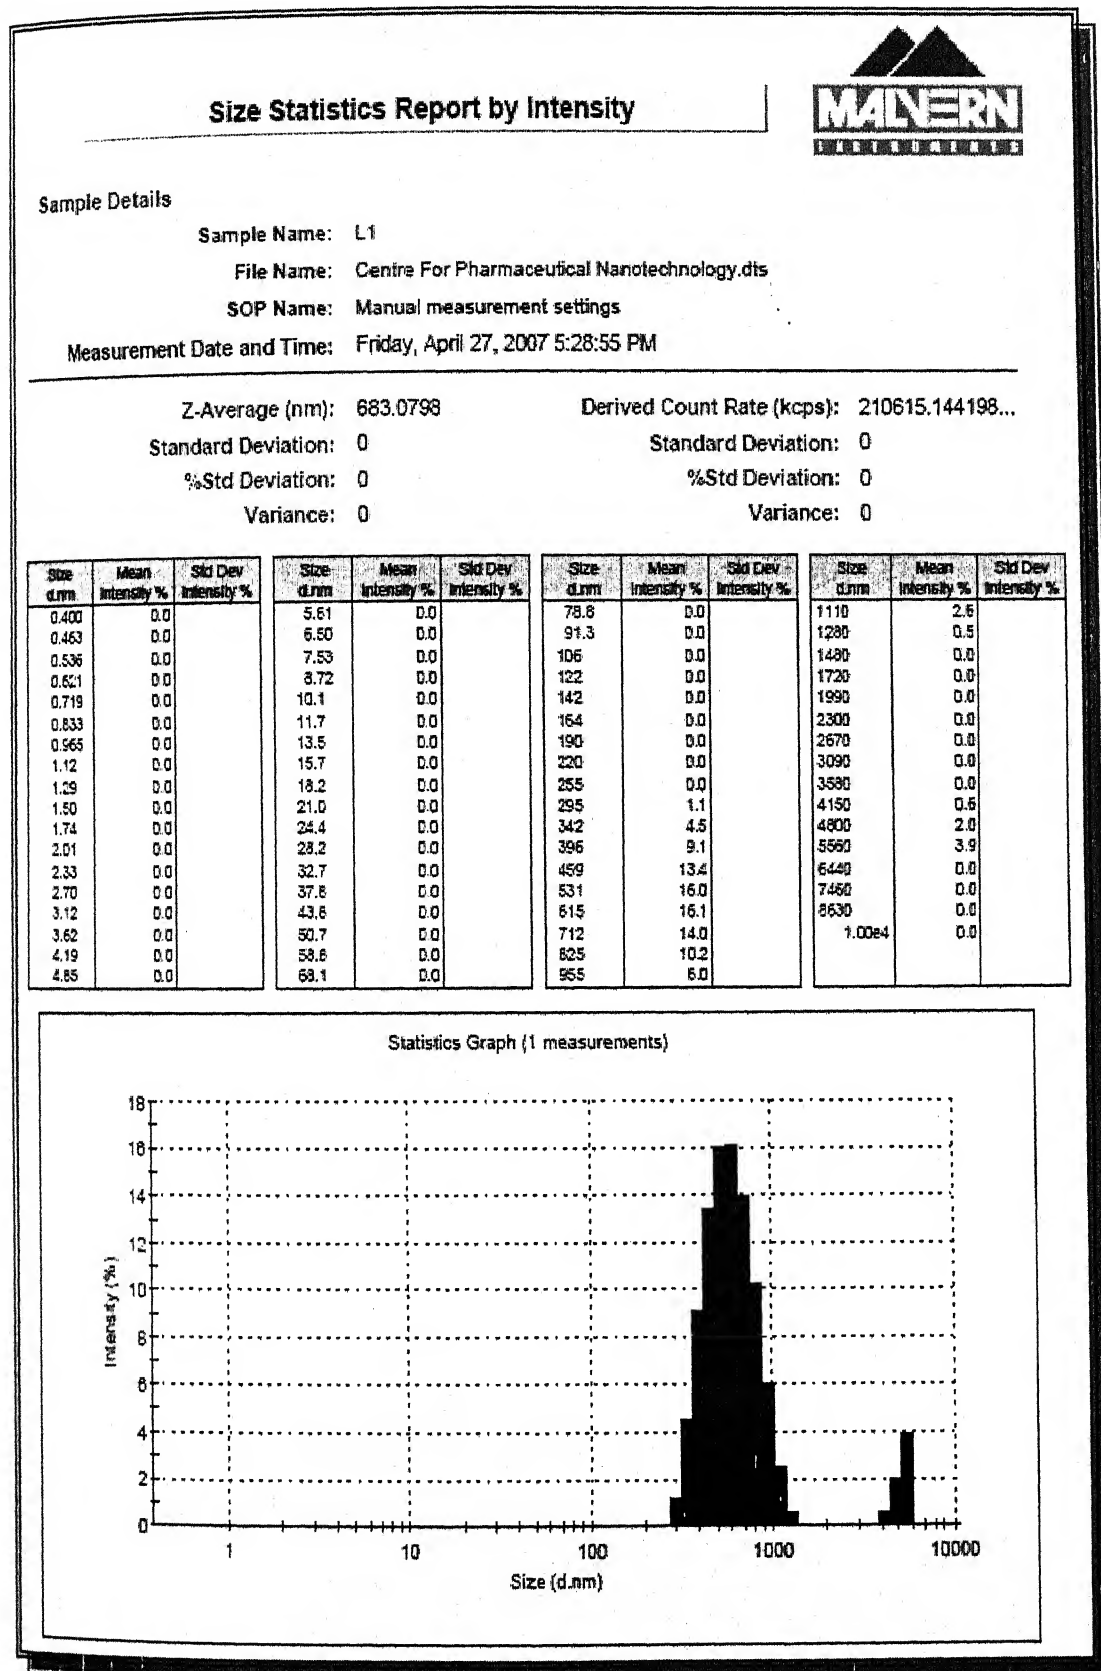 Size Statistics Report by Intensity
MALVERN
INSTRUMENTS
Sample Details
Sample Name: L1
File Name: Centre For Pharmaceutical Nanotechnology.dts
SOP Name: Manual measurement settings
Measurement Date and Time: Friday, April 27, 2007 5:28:55 PM
Z-Average (nm): 683.0798 Derived Count Rate (kcps): 210615.144198...
Standard Deviation: 0 Standard Deviation: 0
%Std Deviation: 0 %Std Deviation: 0
Variance: 0 Variance: 0
Size d.nm Mean Intensity % Std Dev Intensity % Size d.nm Mean Intensity % Std Dev Intensity % Size d.nm Mean Intensity % Std Dev Intensity % Size d.nm Mean Intensity % Std Dev Intensity %
0.400 0.0 5.61 0.0 78.8 0.0 1110 2.6
0.463 0.0 6.50 0.0 91.3 0.0 1280 0.5
0.536 0.0 7.53 0.0 106 0.0 1480 0.0
0.621 0.0 8.72 0.0 122 0.0 1720 0.0
0.719 0.0 10.1 0.0 142 0.0 1990 0.0
0.833 0.0 11.7 0.0 164 0.0 2300 0.0
0.965 0.0 13.5 0.0 190 0.0 2670 0.0
1.12 0.0 15.7 0.0 220 0.0 3090 0.0
1.29 0.0 18.2 0.0 255 0.0 3580 0.0
1.50 0.0 21.0 0.0 295 1.1 4150 0.6
1.74 0.0 24.4 0.0 342 4.5 4800 2.0
2.01 0.0 28.2 0.0 396 9.1 5560 3.9
2.33 0.0 32.7 0.0 459 13.4 6440 0.0
2.70 0.0 37.8 0.0 531 16.0 7460 0.0
3.12 0.0 43.8 0.0 615 16.1 8630 0.0
3.62 0.0 50.7 0.0 712 14.0 1.00e4 0.0
4.19 0.0 58.8 0.0 825 10.2
4.85 0.0 68.1 0.0 955 6.0
Statistics Graph (1 measurements)
18
16
14
12
10
8
6
4
2
0
Intensity (%)
1 10 100 1000 10000
Size (d.nm)